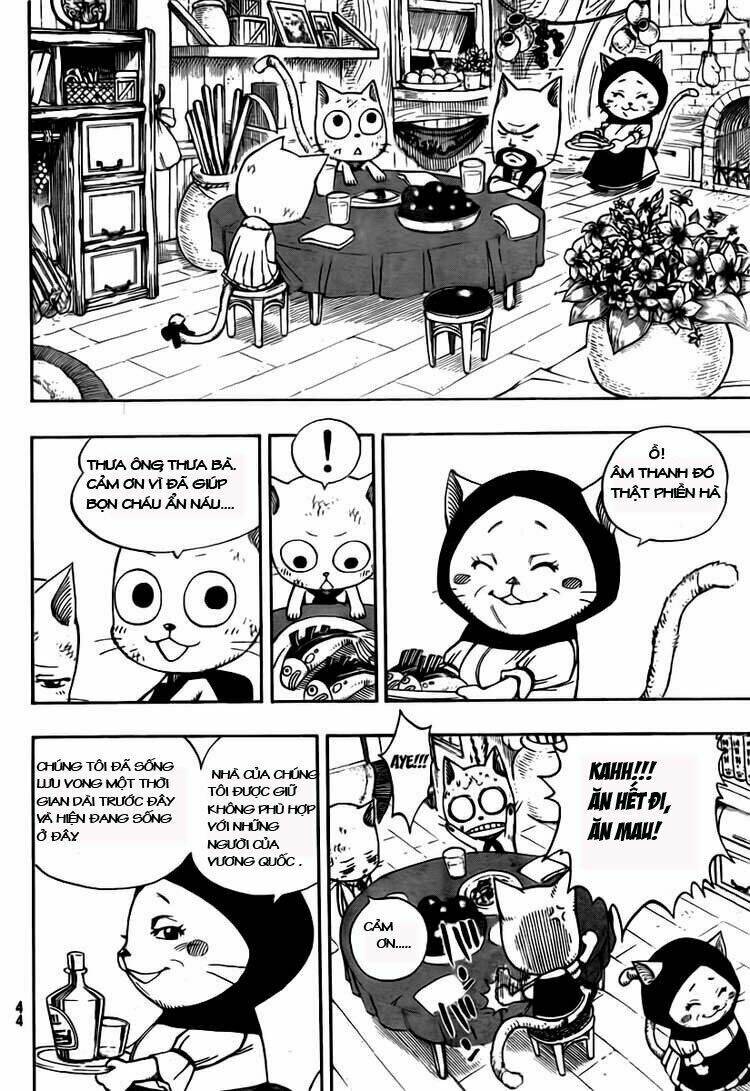 THƯA ÔNG, THƯA BÀ.
CẢM ƠN VÌ ĐÃ GIÚP
BỌN CHÁU ẨN NÁU....
!
Ồ!
ÂM THANH ĐÓ
THẬT PHIỀN HÀ
CHÚNG TÔI ĐÃ SỐNG
LƯU VONG MỘT THỜI
GIAN DÀI TRƯỚC ĐÂY
VÀ HIỆN ĐANG SỐNG
Ở ĐÂY.
NHÀ CỦA CHÚNG
TÔI ĐƯỢC GIỮ
KHÔNG PHÙ HỢP
VỚI NHỮNG
NGƯỜI CỦA
VƯƠNG QUỐC .
AYE!!!
KAHH!!!
ĂN HẾT ĐI,
ĂN MAU!
CẢM
ƠN.....
44